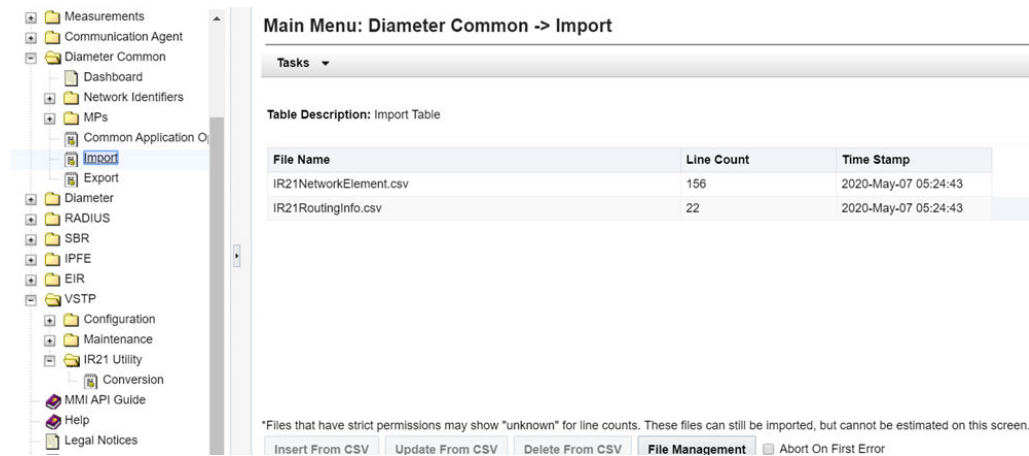 Measurements
Communication Agent
Diameter Common
Dashboard
Network Identifiers
MPs
Common Application
Import
Export
Diameter
RADIUS
SBR
IPFE
EIR
VSTP
Configuration
Maintenance
IR21 Utility
Conversion
MMI API Guide
Help
Legal Notices
Main Menu: Diameter Common -> Import
Tasks
Table Description: Import Table
File Name Line Count Time Stamp
IR21NetworkElement.csv 156 2020-May-07 05:24:43
IR21RoutingInfo.csv 22 2020-May-07 05:24:43
*Files that have strict permissions may show "unknown" for line counts. These files can still be imported, but cannot be estimated on this screen.
Insert From CSV Update From CSV Delete From CSV File Management Abort On First Error